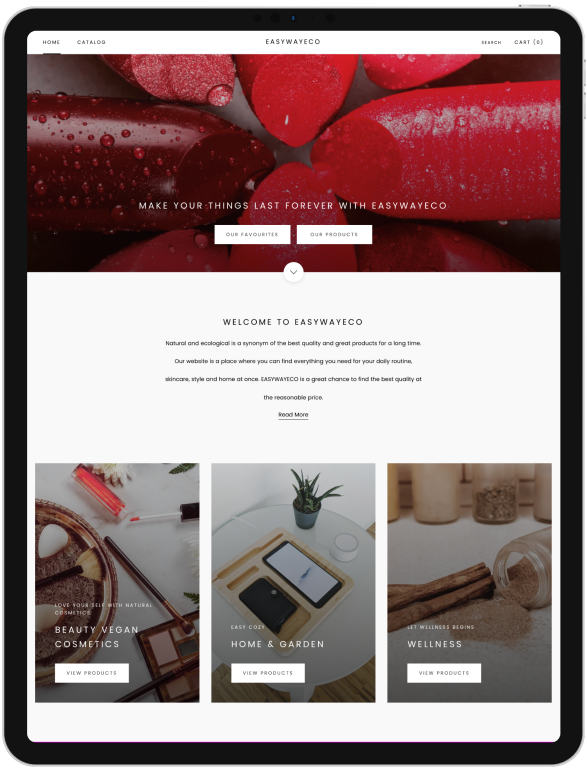 HOME CATALOG EASYWAYECO SEARCH CART (0)
MAKE YOUR THINGS LAST FOREVER WITH EASYWAYECO
OUR FAVOURITES OUR PRODUCTS
WELCOME TO EASYWAYECO
Natural and ecological is a synonym of the best quality and great products for a long time.
Our website is a place where you can find everything you need for your daily routine,
skincare, style and home at once. EASYWAYECO is a great chance to find the best quality at
the reasonable price.
Read More
LOVE YOUR SELF WITH NATURAL
COSMETICS
BEAUTY VEGAN
COSMETICS
VIEW PRODUCTS
EASY COZY
HOME & GARDEN
VIEW PRODUCTS
LET WELLNESS BEGINS
WELLNESS
VIEW PRODUCTS